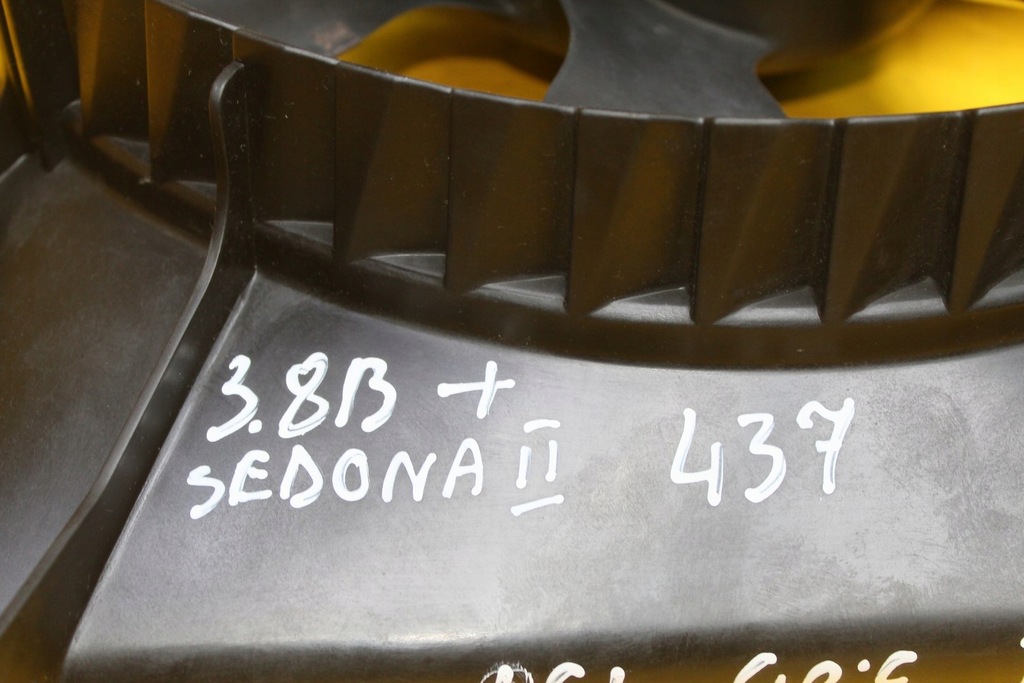 3.8B +
SEDONA II 437